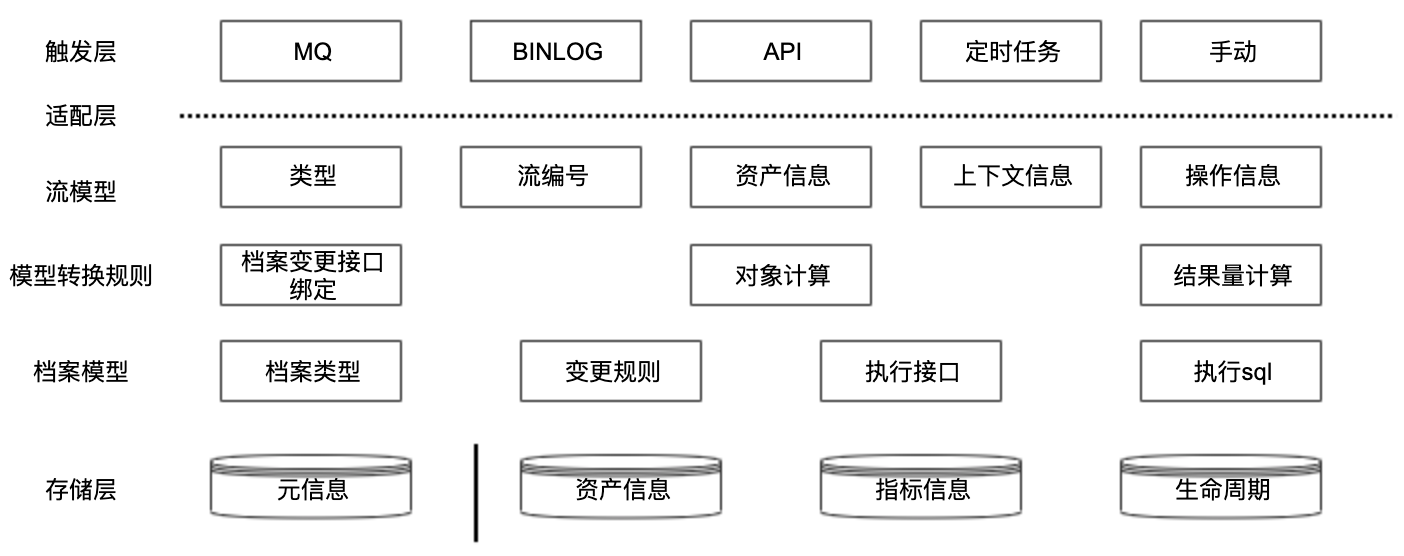 触发层
MQ
BINLOG
API
定时任务
手动
适配层
流模型
类型
流编号
资产信息
上下文信息
操作信息
模型转换规则
档案变更接口
绑定
对象计算
结果量计算
档案模型
档案类型
变更规则
执行接口
执行sql
存储层
元信息
资产信息
指标信息
生命周期